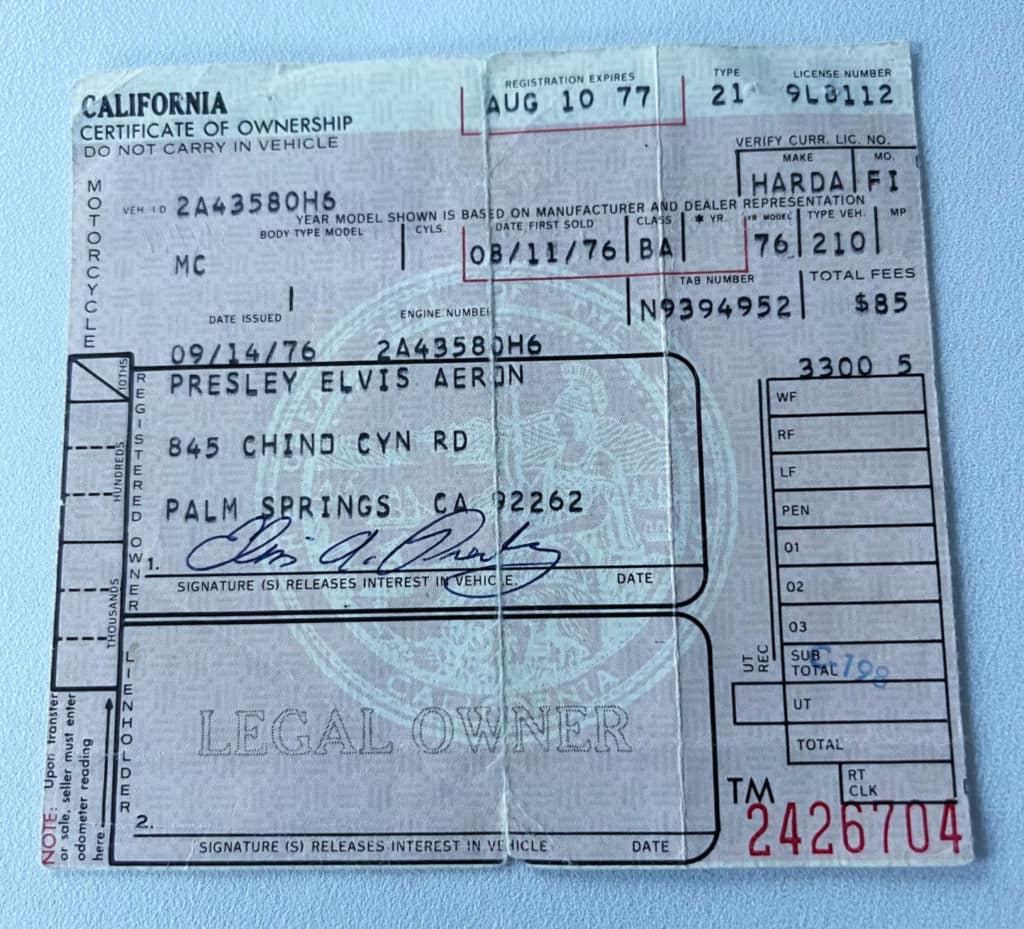 CALIFORNIA
CERTIFICATE OF OWNERSHIP
DO NOT CARRY IN VEHICLE
REGISTRATION EXPIRES
AUG 10 77
TYPE
21
LICENSE NUMBER
9L8112
VERIFY CURR. LIC. NO.
MAKE
HARDA
MO.
FI
MOTORCYCLE
VEH. I D 2A43580H6
YEAR MODEL SHOWN IS BASED ON MANUFACTURER AND DEALER REPRESENTATION
BODY TYPE MODEL
MC
CYLS.
DATE FIRST SOLD
08/11/76
CLASS
BA
* YR.
YR MODEL
76
TYPE VEH.
210
MP
TAB NUMBER
N9394952
TOTAL FEES
$85
DATE ISSUED
09/14/76
ENGINE NUMBER
2A43580H6
3300 5
REGISTERED OWNER
PRESLEY ELVIS AERON
845 CHINO CYN RD
PALM SPRINGS CA 92262
Elvis A. Presley
1.
SIGNATURE (S) RELEASES INTEREST IN VEHICLE.
DATE
10THS
HUNDREDS
THOUSANDS
WF
RF
LF
PEN
01
02
03
SUB TOTAL
UT REC
UT
TOTAL
RT CLK
LIENHOLDER
LEGAL OWNER
2.
SIGNATURE (S) RELEASES INTEREST IN VEHICLE
DATE
NOTE: Upon transfer
or sale, seller must enter
odometer reading
here
CALIFORNIA
TM
2426704